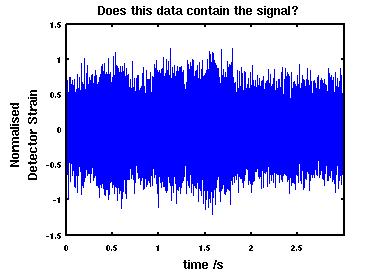 Does this data contain the signal?
1.5
1
0.5
0
-0.5
-1
-1.5
Normalised
Detector Strain
0 0.5 1 1.5 2 2.5
time /s